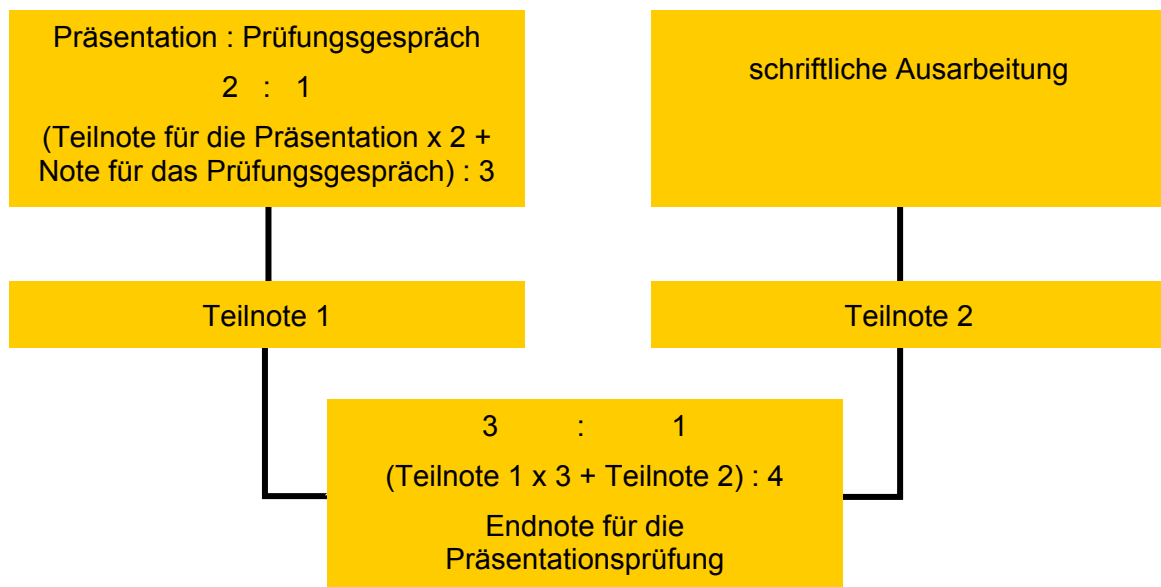 Präsentation : Prüfungsgespräch
2 : 1
(Teilnote für die Präsentation x 2 +
Note für das Prüfungsgespräch) : 3
schriftliche Ausarbeitung
Teilnote 1
Teilnote 2
3 : 1
(Teilnote 1 x 3 + Teilnote 2) : 4
Endnote für die
Präsentationsprüfung